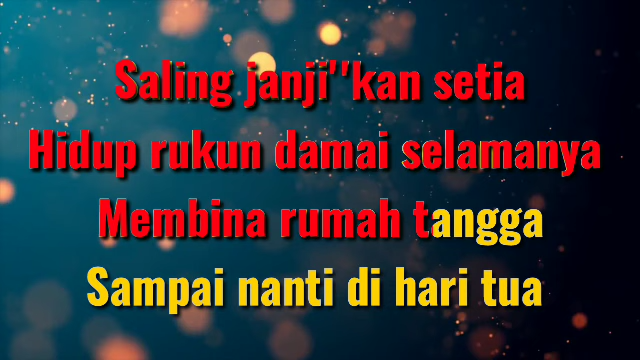 Saling janji''kan setia
Hidup rukun damai selamanya
Membina rumah tangga
Sampai nanti di hari tua